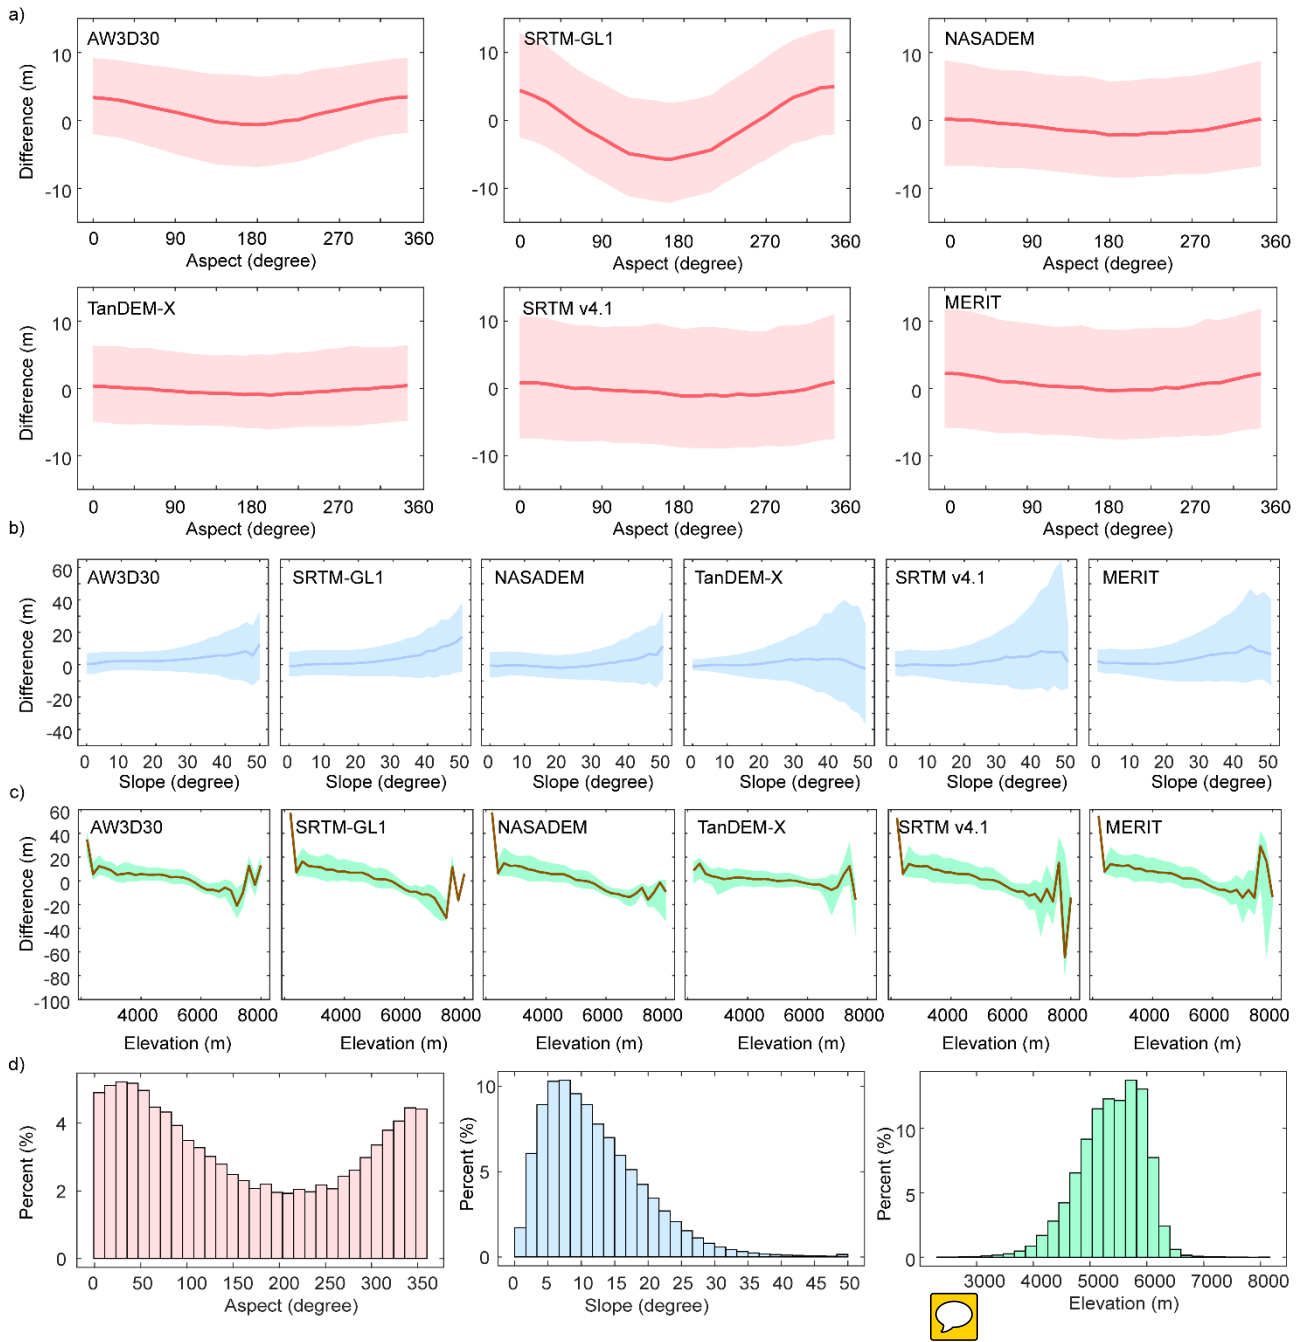 a)
AW3D30
SRTM-GL1
NASADEM
Difference (m)
10
0
-10
10
0
-10
10
0
-10
0 90 180 270 360
0 90 180 270 360
0 90 180 270 360
Aspect (degree)
Aspect (degree)
Aspect (degree)
TanDEM-X
SRTM v4.1
MERIT
Difference (m)
10
0
-10
10
0
-10
10
0
-10
0 90 180 270 360
0 90 180 270 360
0 90 180 270 360
Aspect (degree)
Aspect (degree)
Aspect (degree)
b)
AW3D30
SRTM-GL1
NASADEM
TanDEM-X
SRTM v4.1
MERIT
Difference (m)
60
40
20
0
-20
-40
0 10 20 30 40 50
0 10 20 30 40 50
0 10 20 30 40 50
0 10 20 30 40 50
0 10 20 30 40 50
0 10 20 30 40 50
Slope (degree)
Slope (degree)
Slope (degree)
Slope (degree)
Slope (degree)
Slope (degree)
c)
AW3D30
SRTM-GL1
NASADEM
TanDEM-X
SRTM v4.1
MERIT
Difference (m)
60
40
20
0
-20
-40
-60
-80
-100
4000 6000 8000
4000 6000 8000
4000 6000 8000
4000 6000 8000
4000 6000 8000
4000 6000 8000
Elevation (m)
Elevation (m)
Elevation (m)
Elevation (m)
Elevation (m)
Elevation (m)
d)
Percent (%)
4
2
0
0 50 100 150 200 250 300 350
Aspect (degree)
Percent (%)
10
5
0
0 5 10 15 20 25 30 35 40 45 50
Slope (degree)
Percent (%)
10
5
0
3000 4000 5000 6000 7000 8000
Elevation (m)